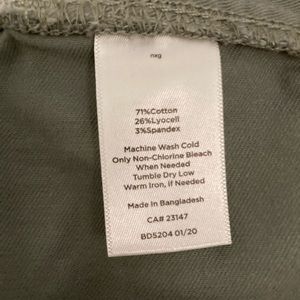 nxg
71%Cotton
26%Lyocell
3%Spandex
Machine Wash Cold
Only Non-Chlorine Bleach
When Needed
Tumble Dry Low
Warm Iron, if Needed
Made In Bangladesh
CA# 23147
BDS204 01/20